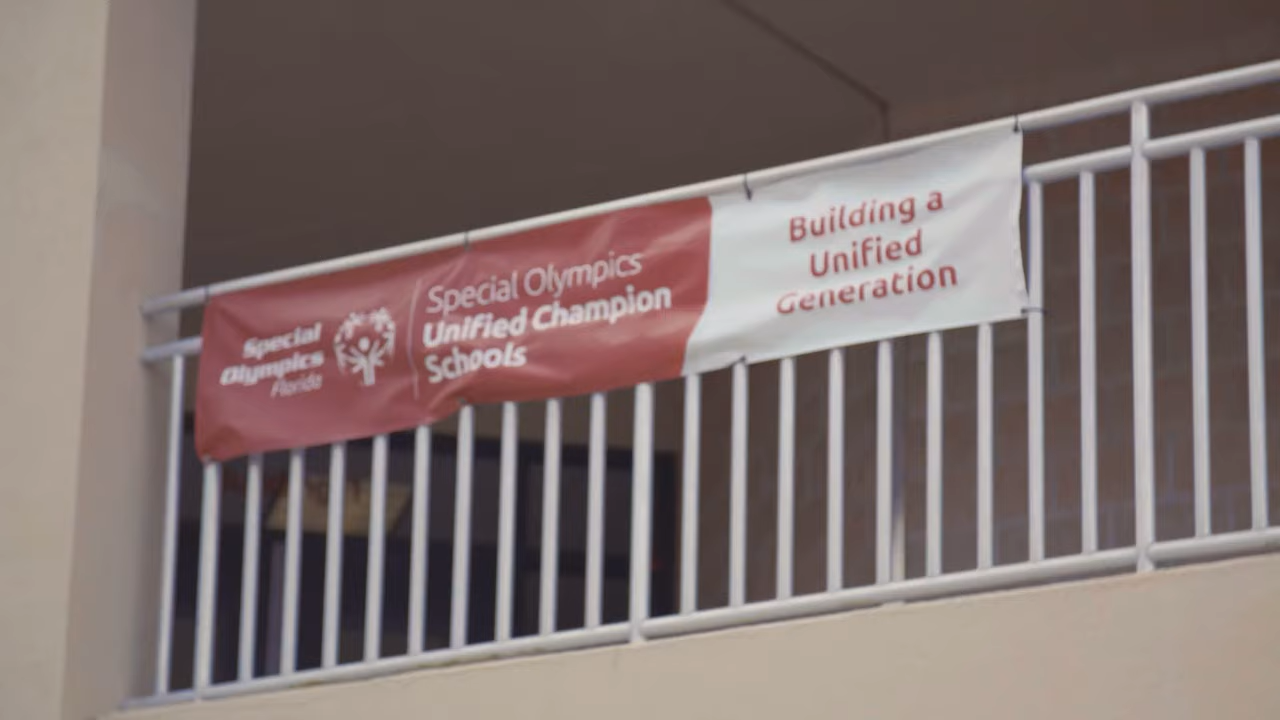 Special
Olympics
Florida
Special Olympics
Unified Champion
Schools
Building a
Unified
Generation